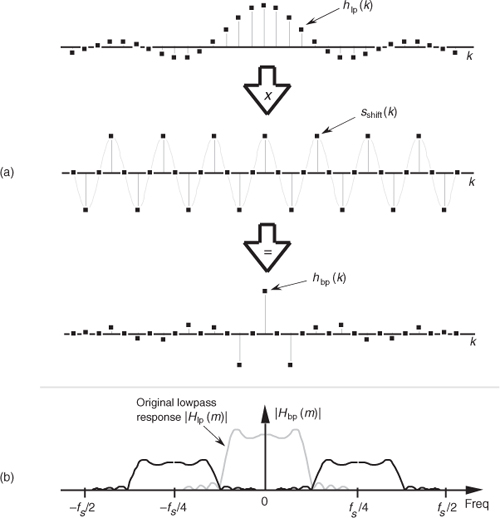 h_lp(k)
k
x
s_shift(k)
(a)
=
h_bp(k)
k
Original lowpass
response |H_lp(m)|
|H_bp(m)|
(b)
–f_s/2
–f_s/4
0
f_s/4
f_s/2
Freq